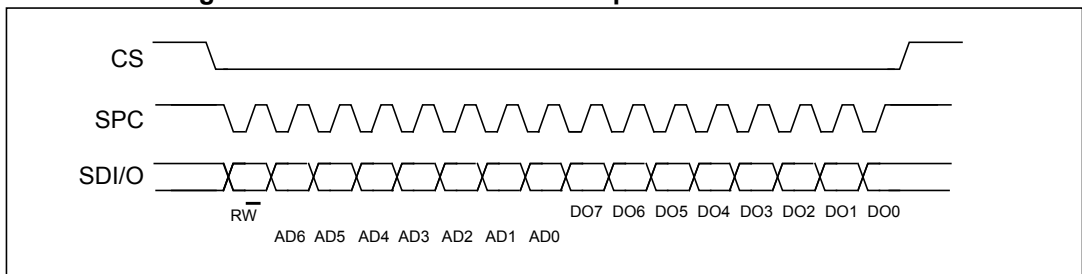 CS
SPC
SDI/O
RW DO7 DO6 DO5 DO4 DO3 DO2 DO1 DO0
AD6 AD5 AD4 AD3 AD2 AD1 AD0